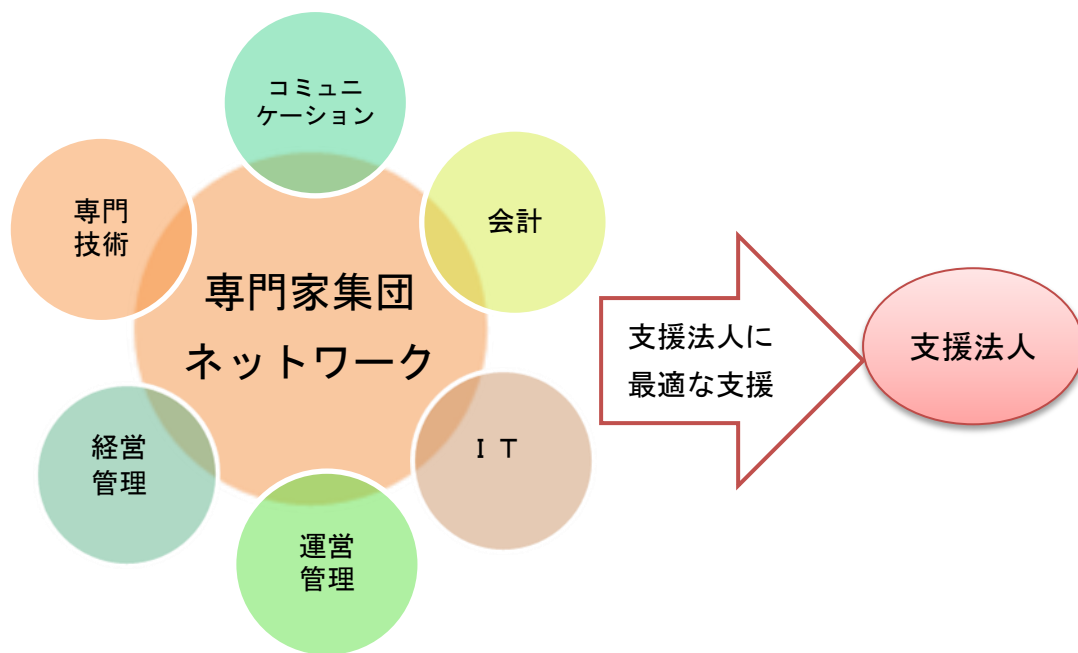 コミュニ
ケーション
専門
技術
会計
専門家集団
ネットワーク
支援法人に
最適な支援
支援法人
経営
管理
ＩＴ
運営
管理